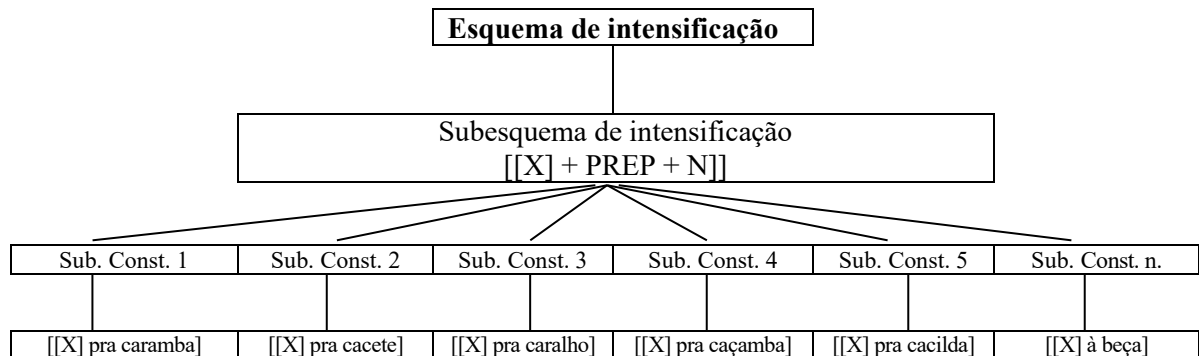 Esquema de intensificação
Subesquema de intensificação
[[X] + PREP + N]]
Sub. Const. 1 Sub. Const. 2 Sub. Const. 3 Sub. Const. 4 Sub. Const. 5 Sub. Const. n.
[[X] pra caramba] [[X] pra cacete] [[X] pra caralho] [[X] pra caçamba] [[X] pra cacilda] [[X] à beça]